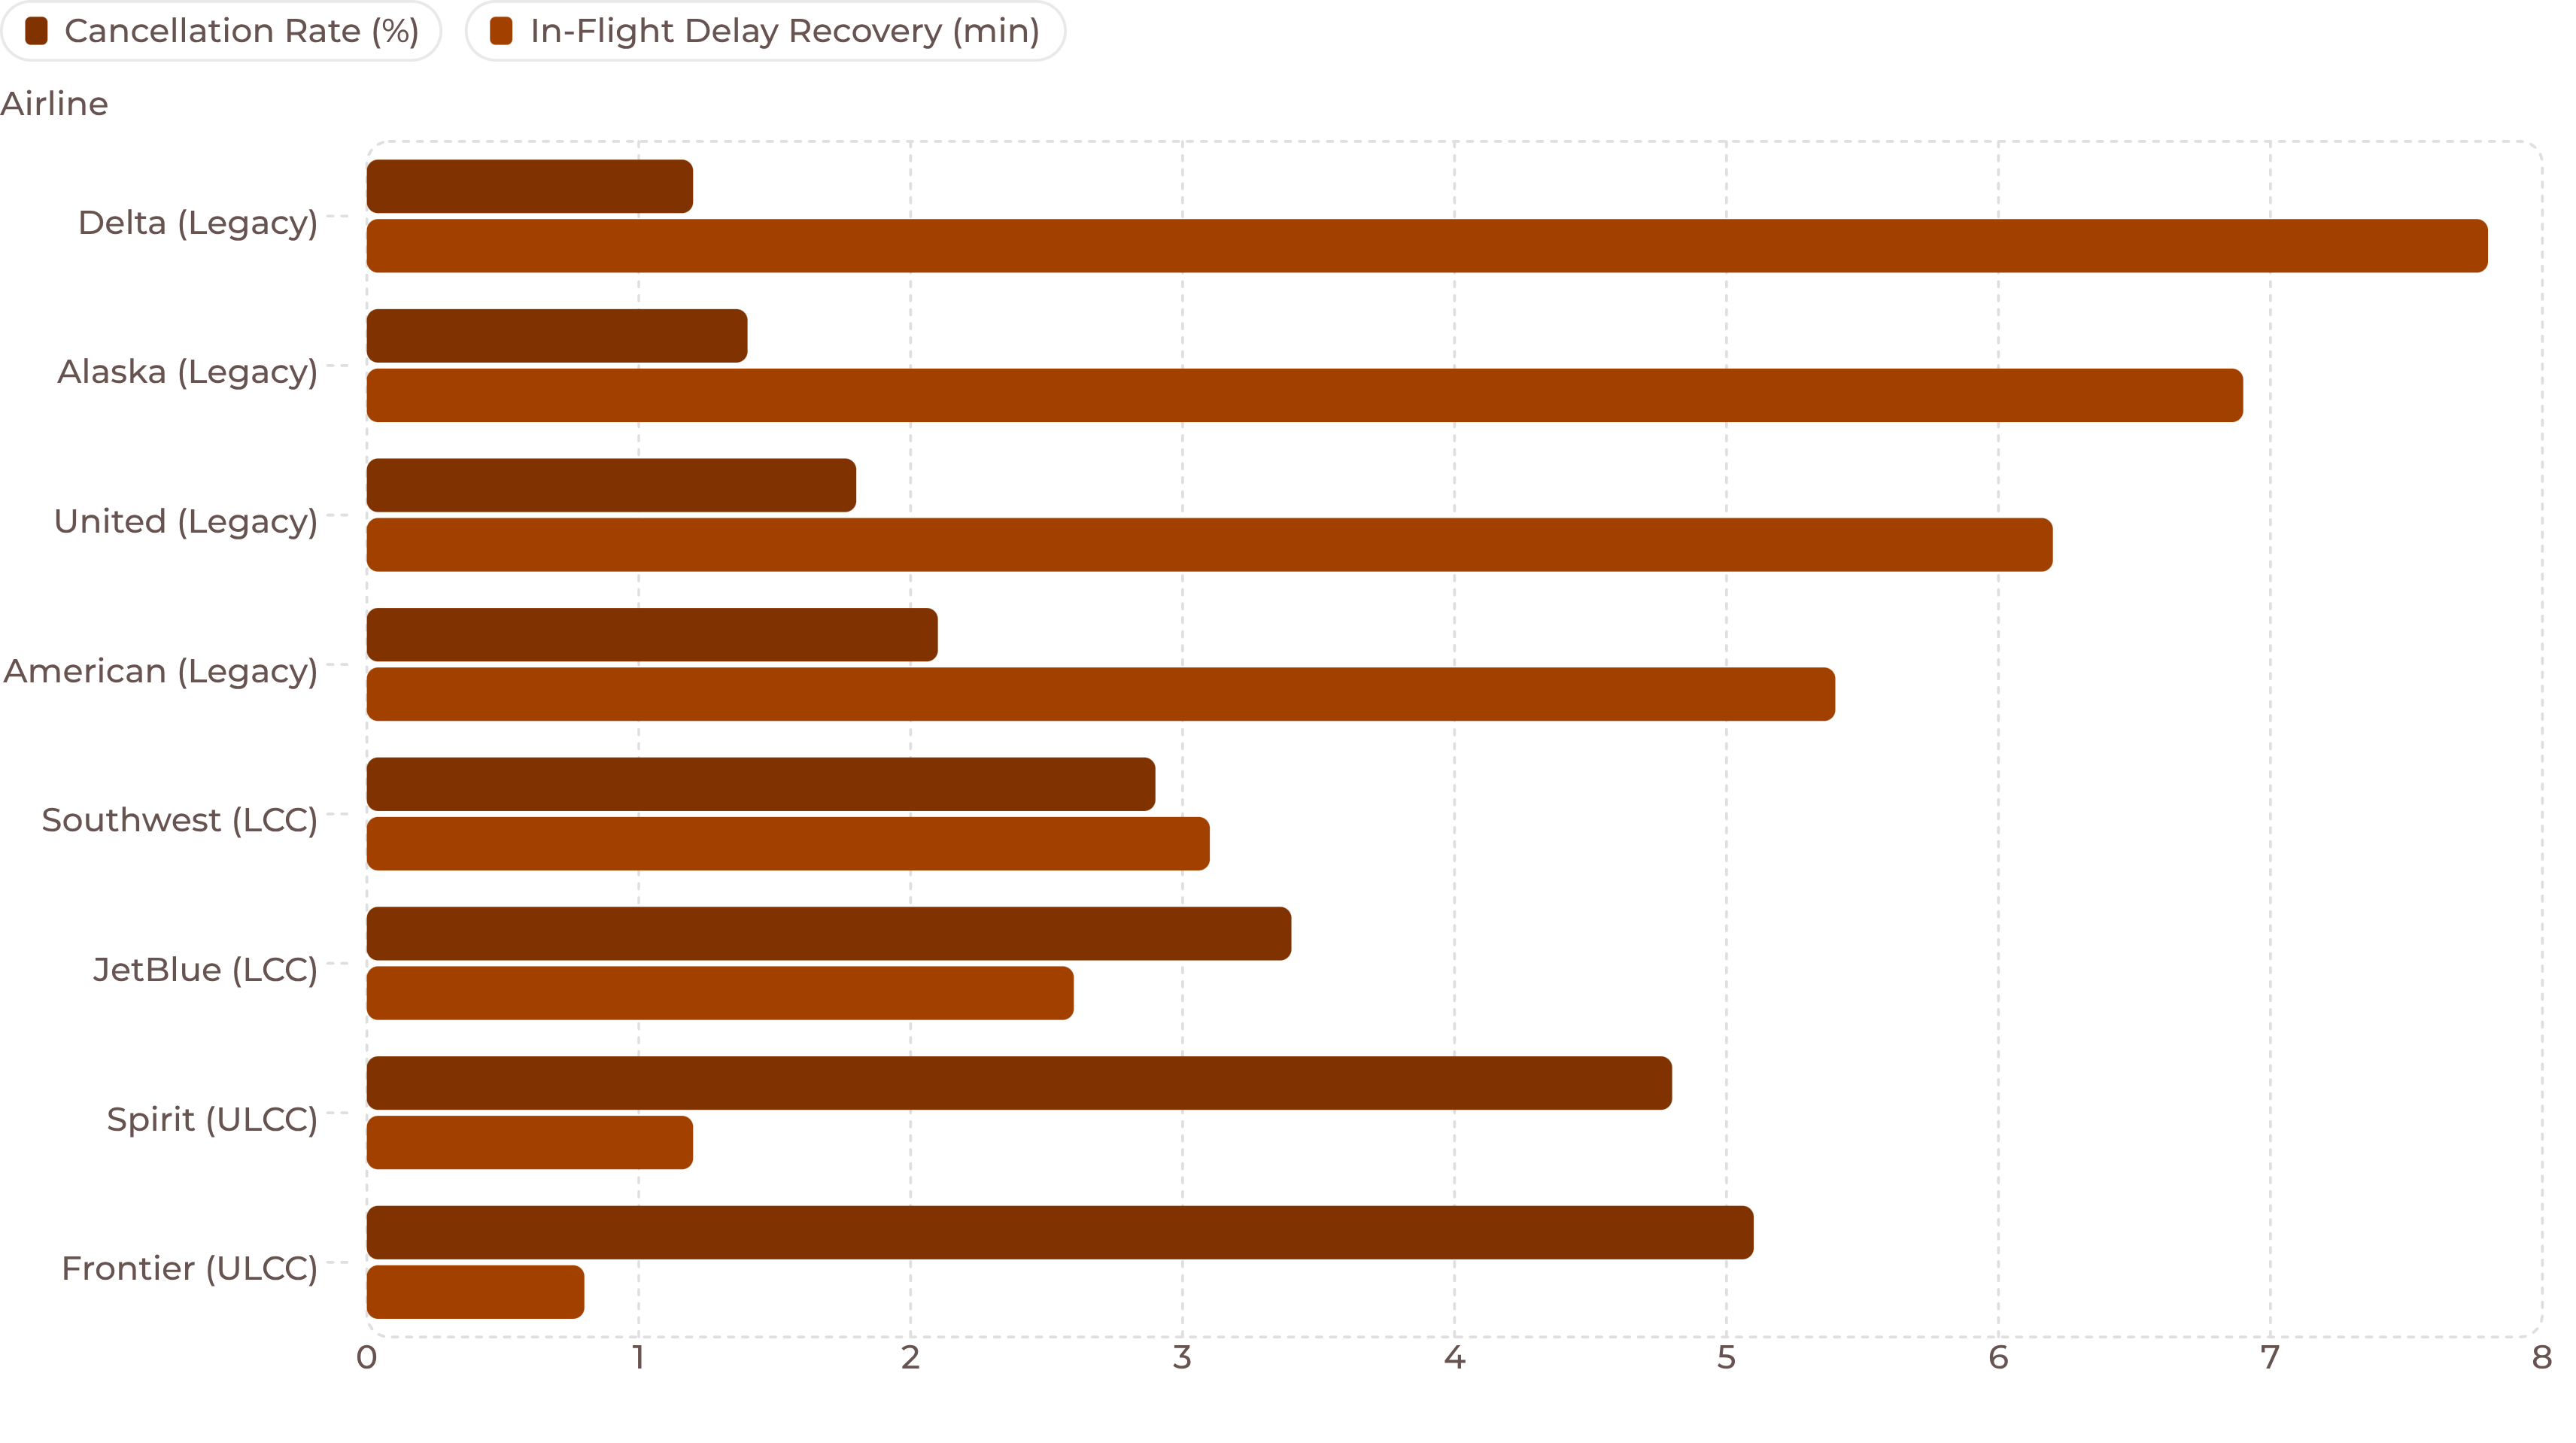 Cancellation Rate (%)
In-Flight Delay Recovery (min)
Airline
Delta (Legacy)
Alaska (Legacy)
United (Legacy)
American (Legacy)
Southwest (LCC)
JetBlue (LCC)
Spirit (ULCC)
Frontier (ULCC)
0 1 2 3 4 5 6 7 8